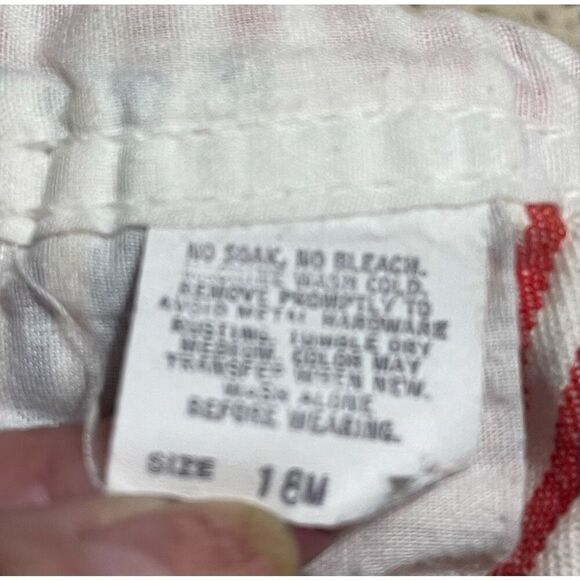 NO SOAK, NO BLEACH.
MACHINE WASH COLD.
REMOVE PROMPTLY TO
AVOID METAL HARDWARE
RUSTING. TUMBLE DRY
MEDIUM. COLOR MAY
TRANSFER WHEN NEW.
WASH ALONE
BEFORE WEARING.
SIZE 18M